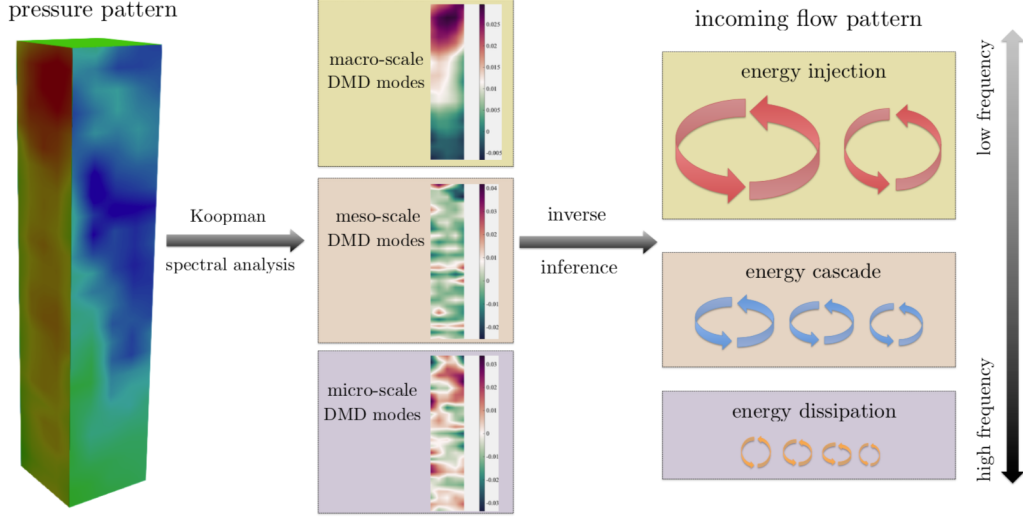 pressure pattern
Koopman
spectral analysis
macro-scale
DMD modes
0.025
0.02
0.015
0.01
0.005
0
-0.005
meso-scale
DMD modes
0.04
0.03
0.02
0.01
0
-0.01
-0.02
micro-scale
DMD modes
0.03
0.02
0.01
0
-0.01
-0.02
-0.03
inverse
inference
incoming flow pattern
energy injection
energy cascade
energy dissipation
low frequency
high frequency